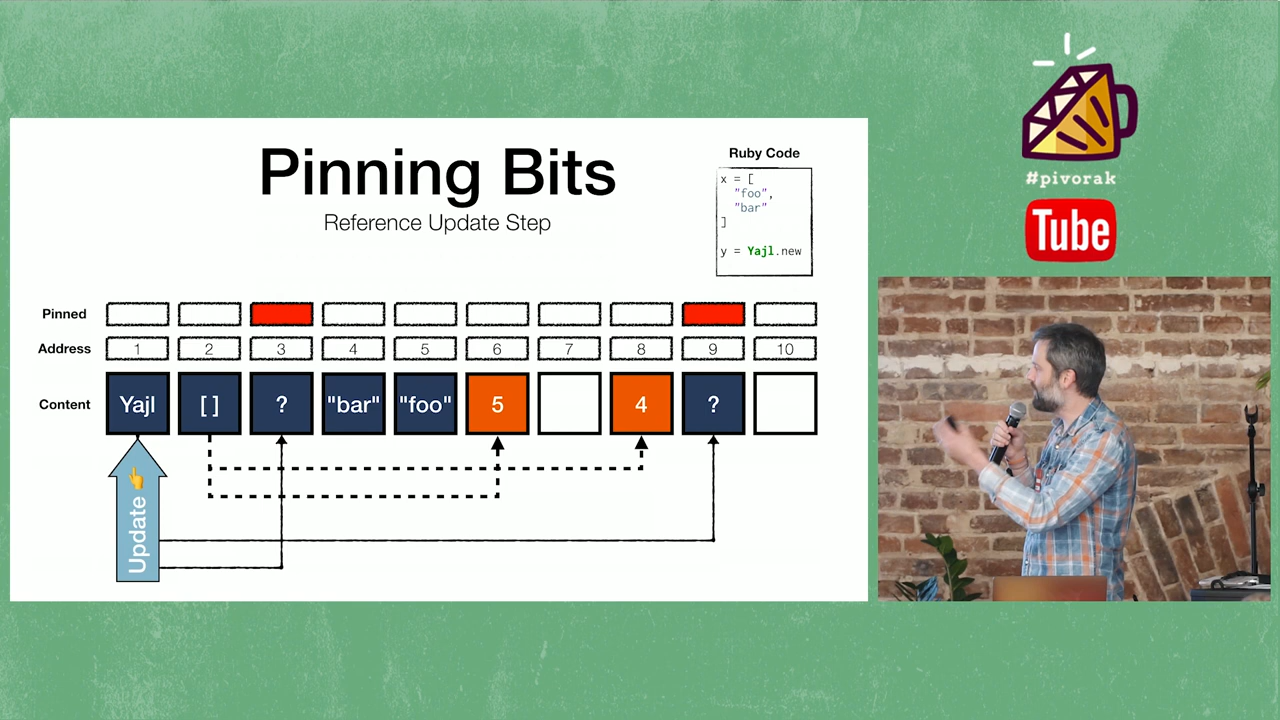 Pinning Bits
Reference Update Step
Ruby Code
x = [
"foo",
"bar"
]
y = Yajl.new
Pinned
Address 1 2 3 4 5 6 7 8 9 10
Content Yajl [ ] ? "bar" "foo" 5 4 ?
Update 👉
#pivorak
Tube